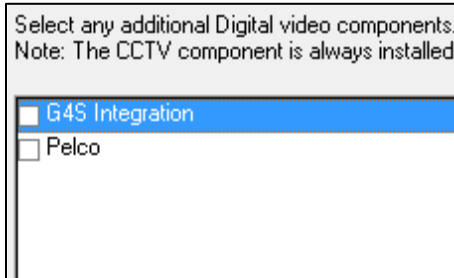 Select any additional Digital video components.
Note: The CCTV component is always installed
G4S Integration
Pelco